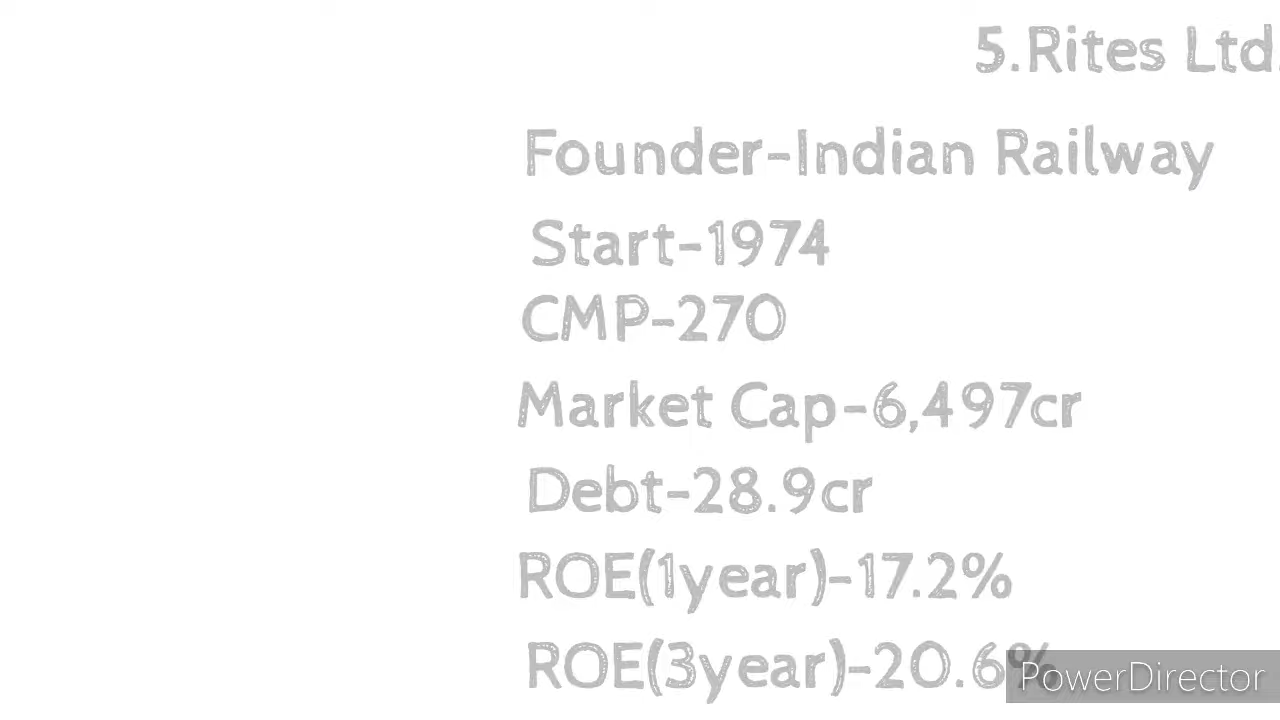 5.Rites Ltd.
Founder-Indian Railway
Start-1974
CMP-270
Market Cap-6,497cr
Debt-28.9cr
ROE(1year)-17.2%
ROE(3year)-20.6%
PowerDirector